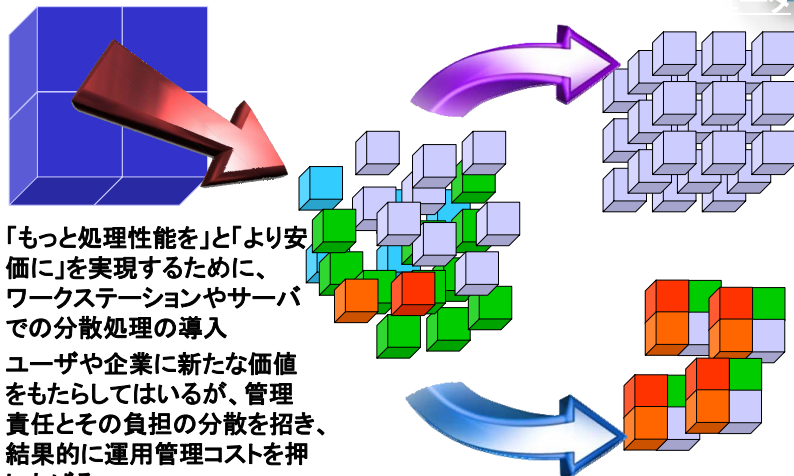 「もっと処理性能を」と「より安
価に」を実現するために、
ワークステーションやサーバ
での分散処理の導入
ユーザや企業に新たな価値
をもたらしてはいるが、管理
責任とその負担の分散を招き、
結果的に運用管理コストを押